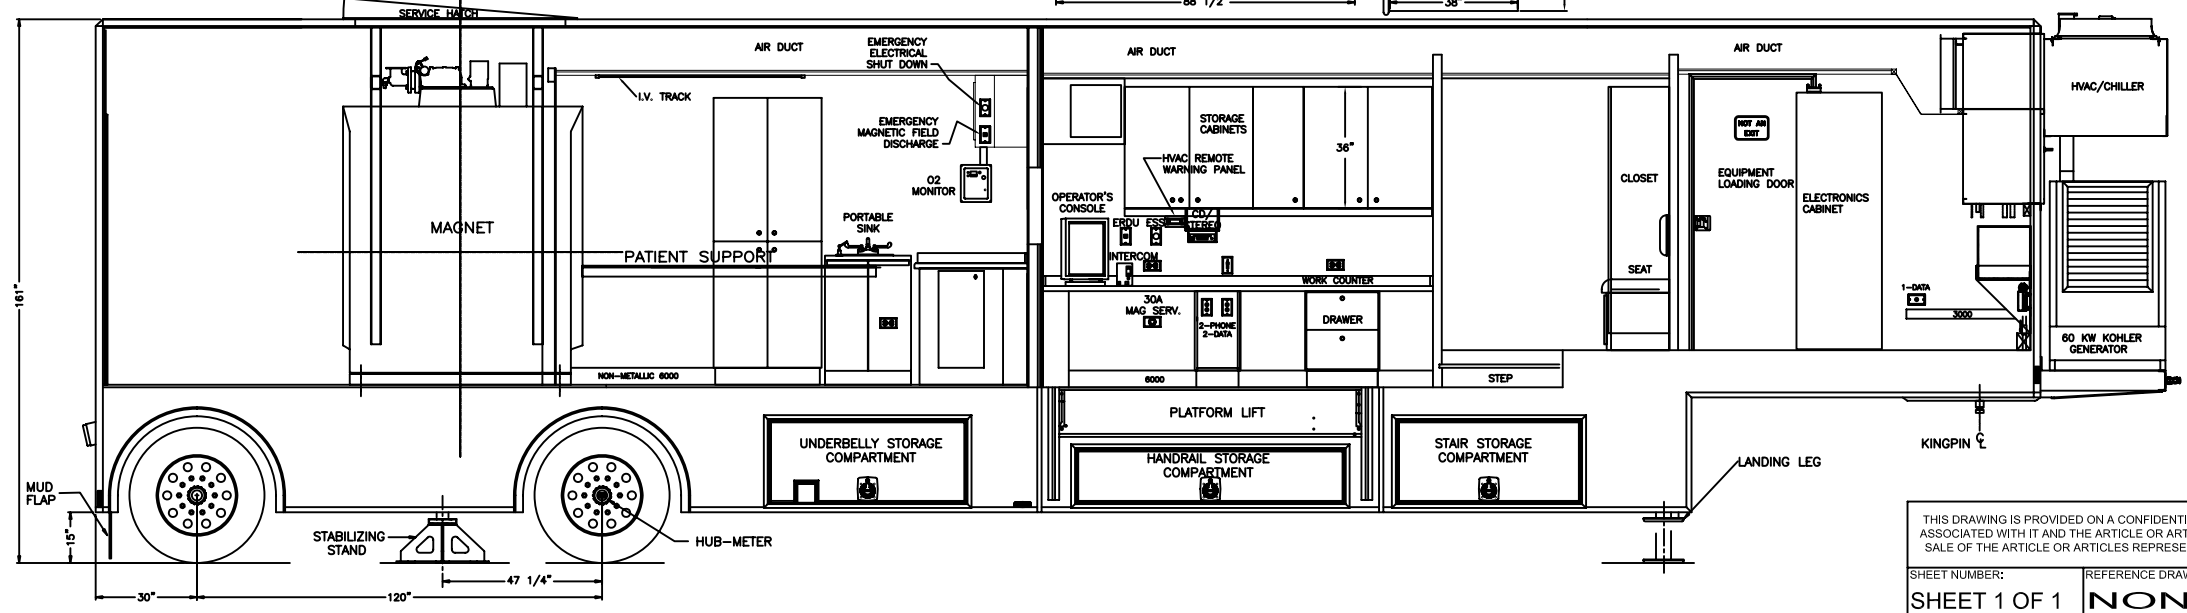 88 1/2
38"
SERVICE HATCH
AIR DUCT
EMERGENCY
ELECTRICAL
SHUT DOWN
AIR DUCT
AIR DUCT
HVAC/CHILLER
I.V. TRACK
EMERGENCY
MAGNETIC FIELD
DISCHARGE
STORAGE
CABINETS
36"
NOT AN
EXIT
HVAC REMOTE
WARNING PANEL
O2
MONITOR
OPERATOR'S
CONSOLE
CLOSET
EQUIPMENT
LOADING DOOR
ELECTRONICS
CABINET
MAGNET
PORTABLE
SINK
ERDU
ESS
CD/
STEREO
PATIENT SUPPORT
INTERCOM
SEAT
WORK COUNTER
1-DATA
161"
30A
MAG SERV.
2-PHONE
2-DATA
DRAWER
3000
60 KW KOHLER
GENERATOR
NON-METALLIC 6000
6000
STEP
PLATFORM LIFT
KINGPIN ℄
UNDERBELLY STORAGE
COMPARTMENT
HANDRAIL STORAGE
COMPARTMENT
STAIR STORAGE
COMPARTMENT
LANDING LEG
MUD
FLAP
15"
STABILIZING
STAND
HUB-METER
47 1/4"
30"
120"
THIS DRAWING IS PROVIDED ON A CONFIDENTI
ASSOCIATED WITH IT AND THE ARTICLE OR ART
SALE OF THE ARTICLE OR ARTICLES REPRESE
SHEET NUMBER:
SHEET 1 OF 1
REFERENCE DRAW
NON